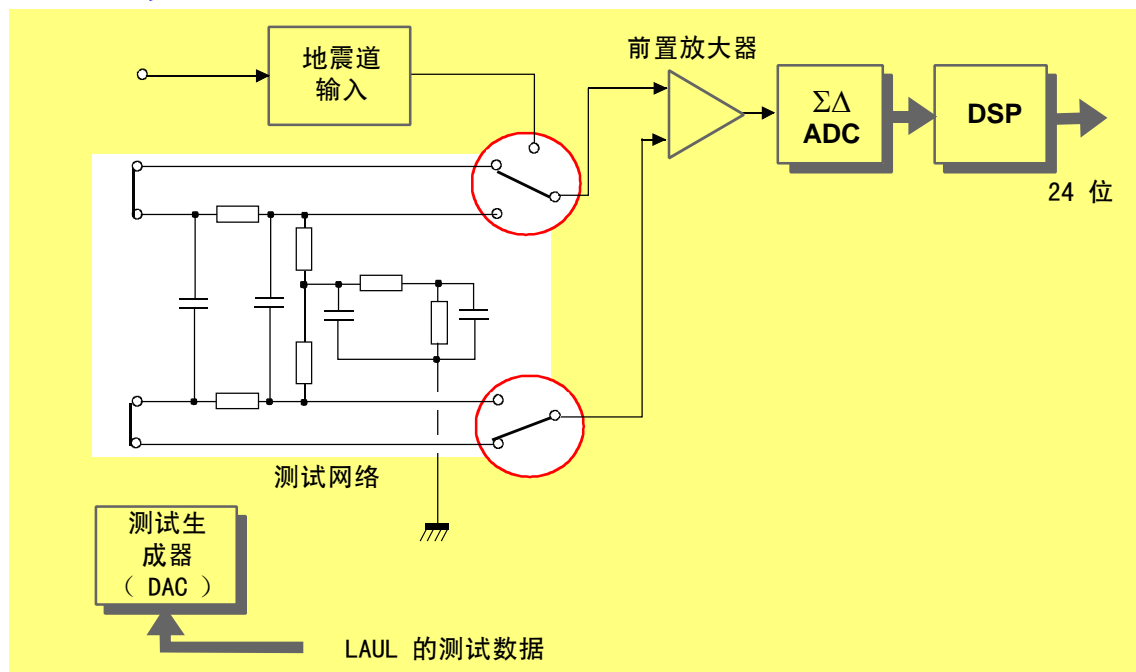 地震道
输入
前置放大器
ΣΔ
ADC
DSP
24 位
测试网络
测试生
成器
（ DAC ）
LAUL 的测试数据